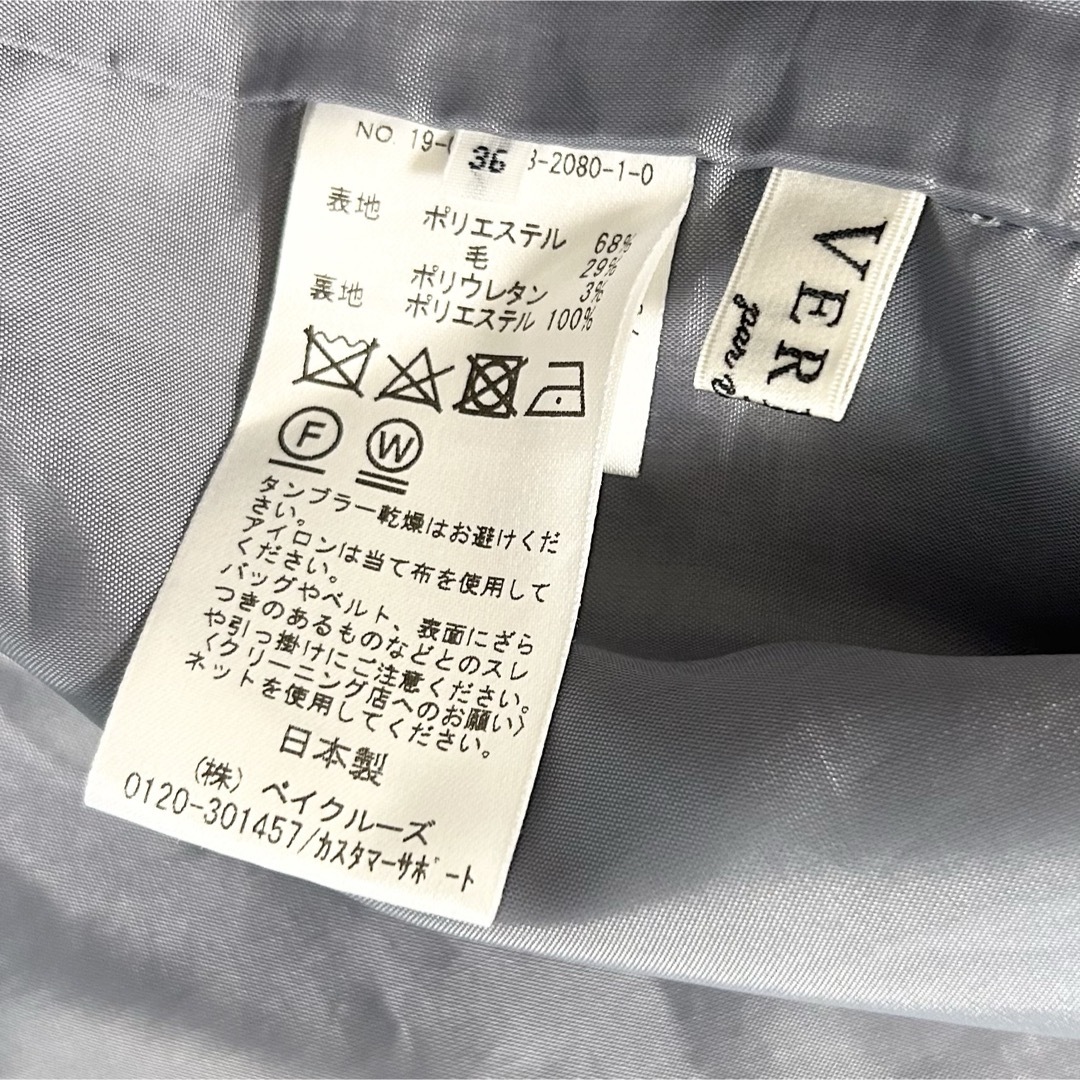 NO. 19- 36 3-2080-1-0
表地 ポリエステル 68%
毛 29%
ポリウレタン 3%
裏地 ポリエステル 100%
F W
タンブラー乾燥はお避けくだ
さい。
アイロンは当て布を使用して
ください。
バッグやベルト、表面にざら
つきのあるものなどとのスレ
や引っ掛けにご注意ください。
〈クリーニング店へのお願い〉
ネットを使用してください。
日本製
(株) ベイクルーズ
0120-301457/カスタマーサポート
VER
par